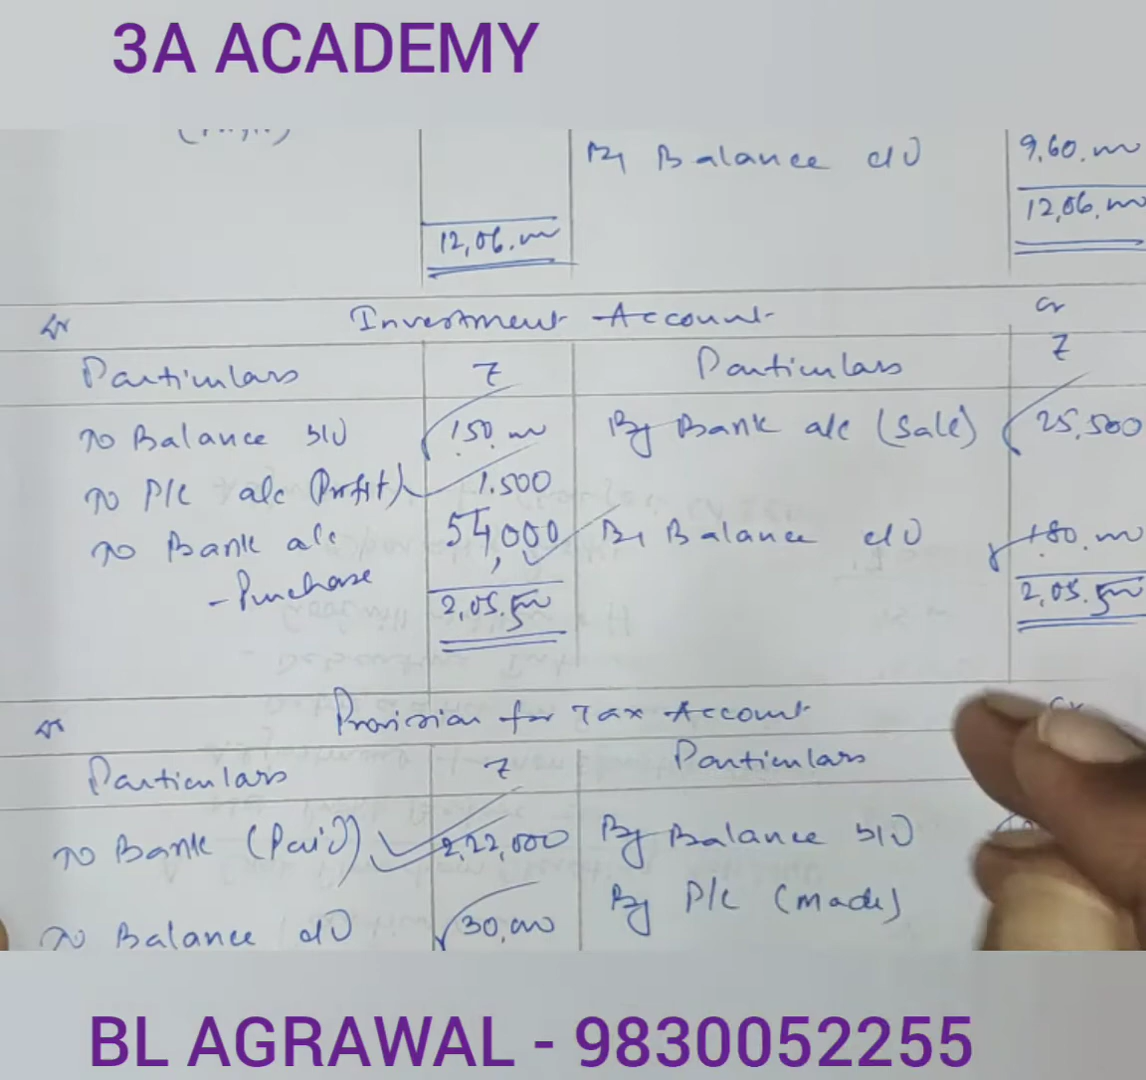 3A ACADEMY
By Balance c/d 9,60,000
12,06,000 12,06,000
Dr Investment Account Cr
Particulars ₹ Particulars ₹
To Balance b/d 1,50,000 By Bank a/c (Sale) 25,500
To P/L a/c (Profit) 1,500
To Bank a/c 54,000 By Balance c/d 1,80,000
- Purchase
2,05,500 2,05,500
Dr Provision for Tax Account Cr
Particulars ₹ Particulars
To Bank (Paid) 2,22,000 By Balance b/d
To Balance c/d 30,000 By P/L (made)
BL AGRAWAL - 9830052255